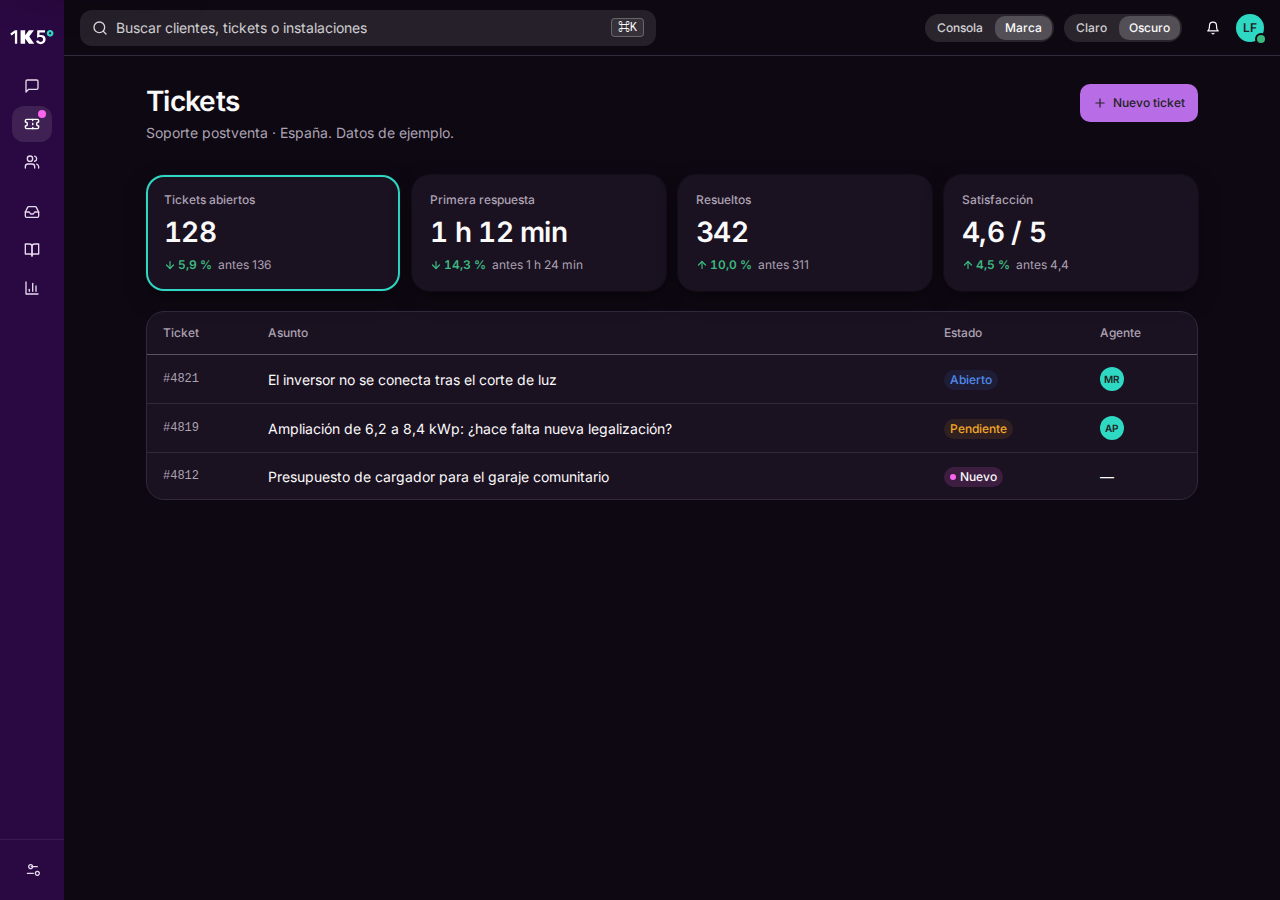 1K5°
Buscar clientes, tickets o instalaciones
⌘K
Consola
Marca
Claro
Oscuro
LF
Tickets
Soporte postventa · España. Datos de ejemplo.
+ Nuevo ticket
Tickets abiertos
128
↓ 5,9 % antes 136
Primera respuesta
1 h 12 min
↓ 14,3 % antes 1 h 24 min
Resueltos
342
↑ 10,0 % antes 311
Satisfacción
4,6 / 5
↑ 4,5 % antes 4,4
Ticket Asunto Estado Agente
#4821 El inversor no se conecta tras el corte de luz Abierto MR
#4819 Ampliación de 6,2 a 8,4 kWp: ¿hace falta nueva legalización? Pendiente AP
#4812 Presupuesto de cargador para el garaje comunitario Nuevo —